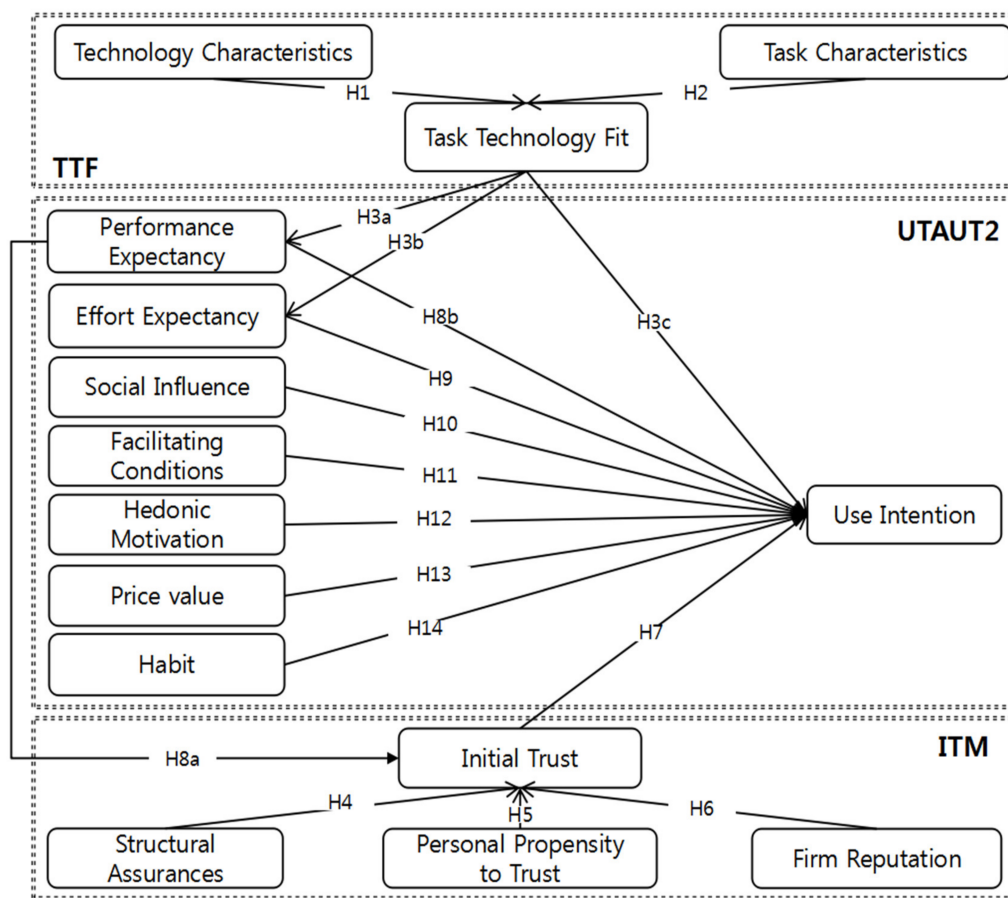 Technology Characteristics
Task Characteristics
H1
H2
Task Technology Fit
TTF
Performance
Expectancy
H3a
UTAUT2
H3b
Effort Expectancy
H8b
H3c
Social Influence
H9
H10
Facilitating
Conditions
H11
Hedonic
Motivation
H12
Use Intention
Price value
H13
H14
H7
Habit
Initial Trust
ITM
H8a
H4
H5
H6
Structural
Assurances
Personal Propensity
to Trust
Firm Reputation